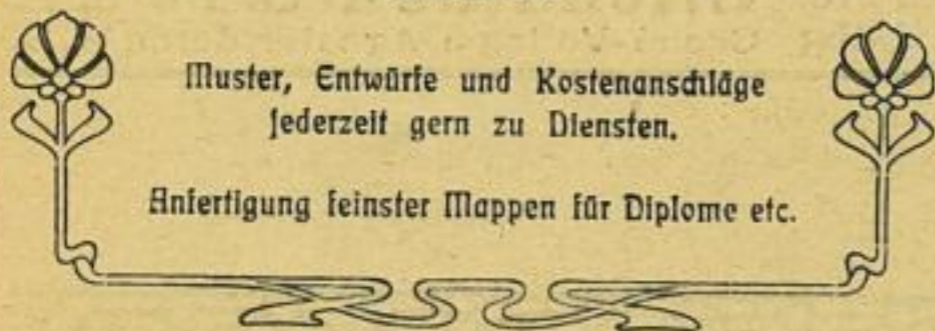 Muster, Entwürfe und Kostenanschläge
jederzeit gern zu Diensten.
Anfertigung feinster Mappen für Diplome etc.